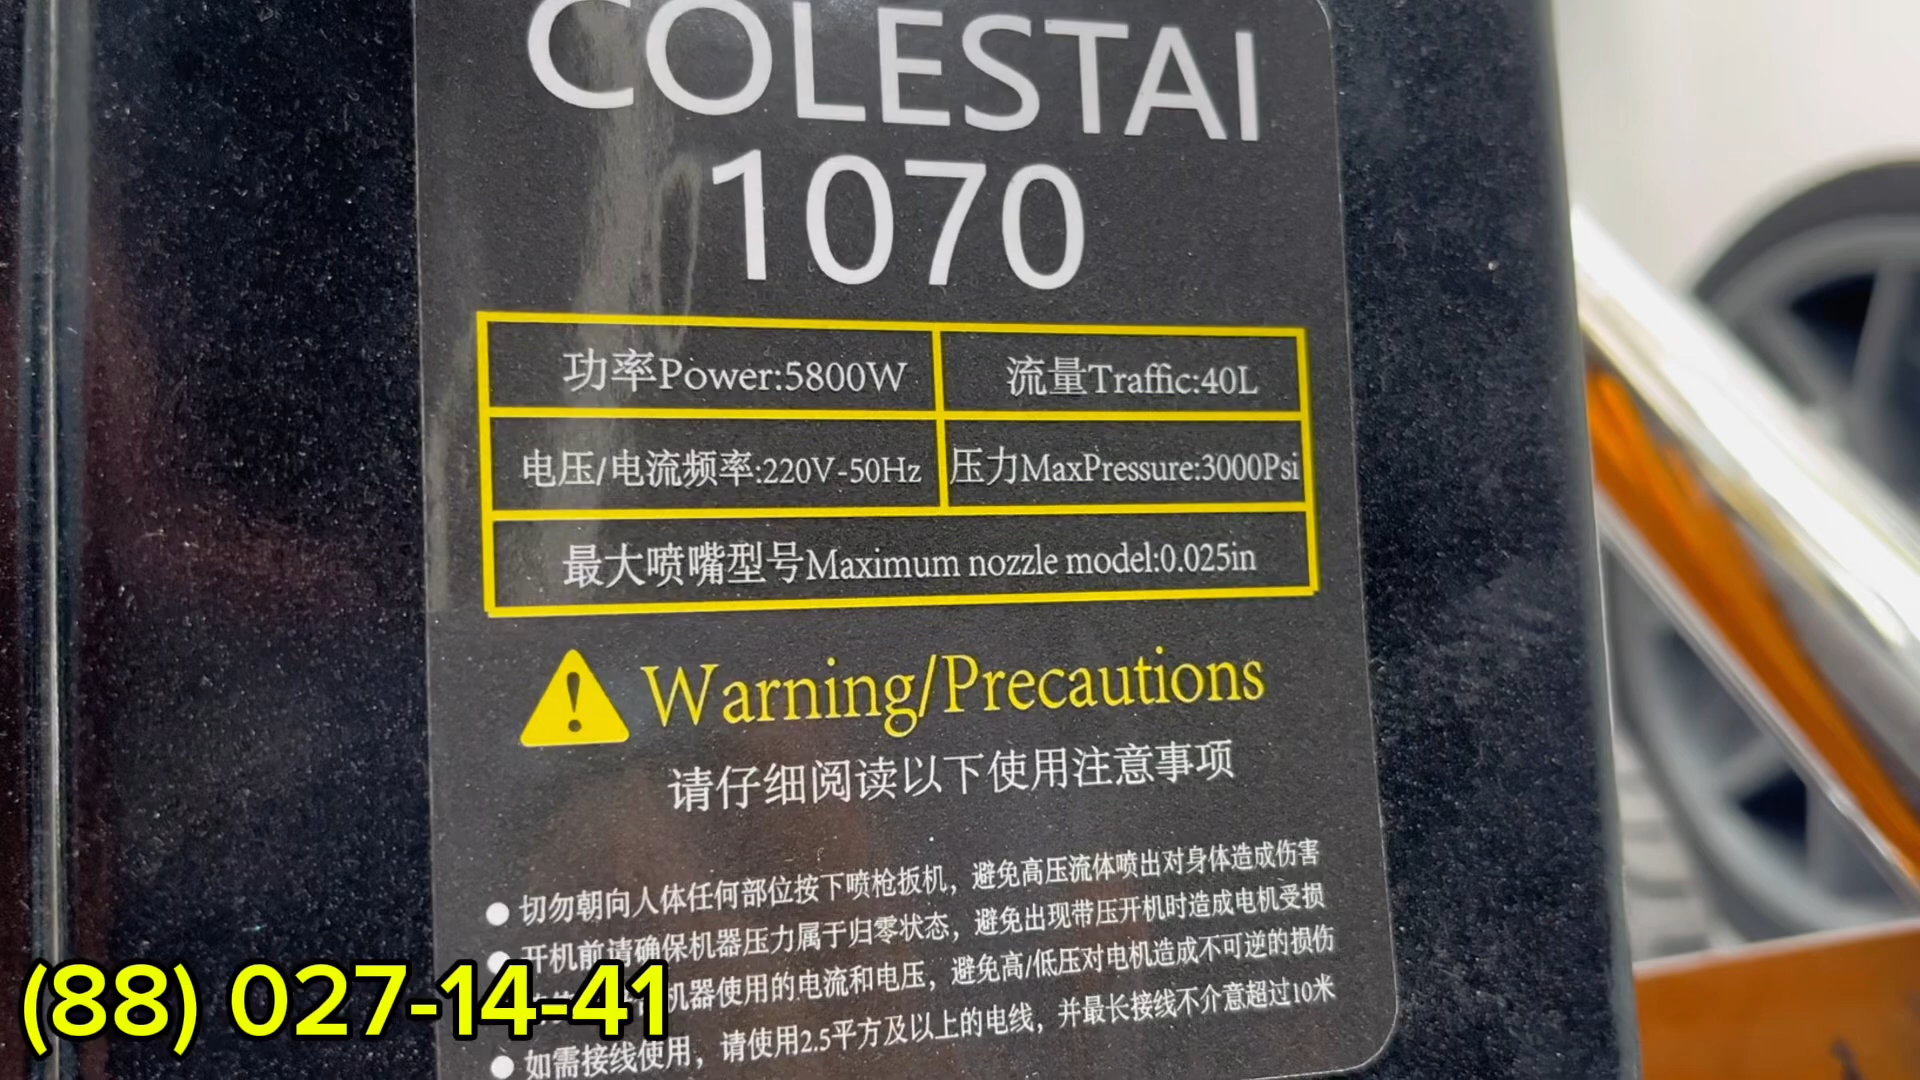 COLESTAI
1070
功率Power:5800W
流量Traffic:40L
电压/电流频率:220V-50Hz
压力MaxPressure:3000Psi
最大喷嘴型号Maximum nozzle model:0.025in
Warning/Precautions
请仔细阅读以下使用注意事项
● 切勿朝向人体任何部位按下喷枪扳机，避免高压流体喷出对身体造成伤害
● 开机前请确保机器压力属于归零状态，避免出现带压开机时造成电机受损
机器使用的电流和电压，避免高/低压对电机造成不可逆的损伤
● 如需接线使用，请使用2.5平方及以上的电线，并最长接线不介意超过10米
(88) 027-14-41